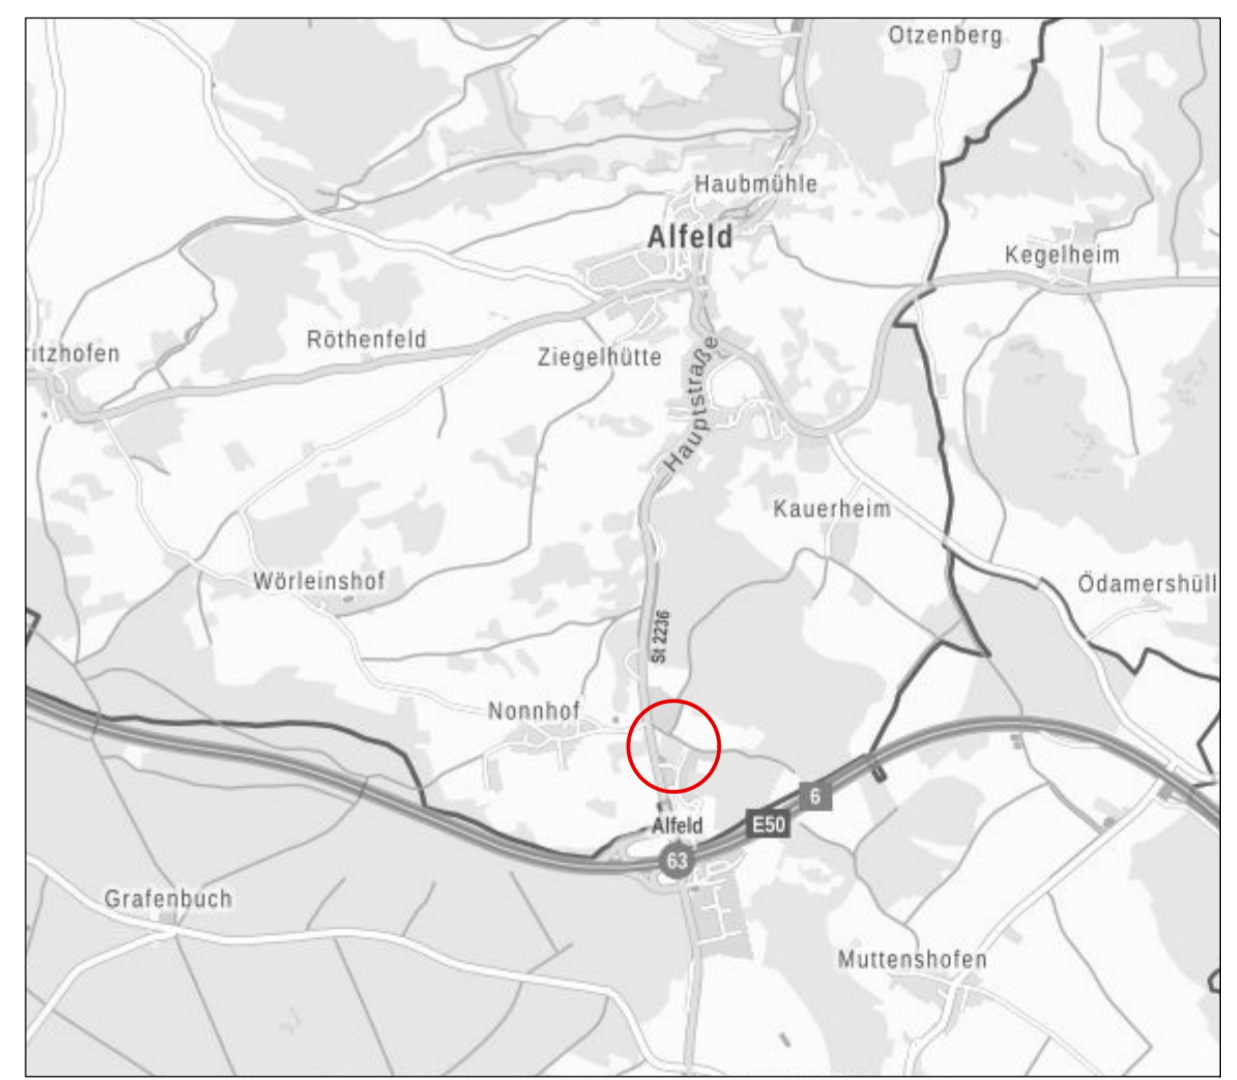 Otzenberg
Haubmühle
Alfeld
Kegelheim
Röthenfeld
ritzhofen
Ziegelhütte
Hauptstraße
Kauerheim
Wörleinshof
Ödamershüll
St 2236
Nonnhof
6
Alfeld
E50
63
Grafenbuch
Muttenshofen